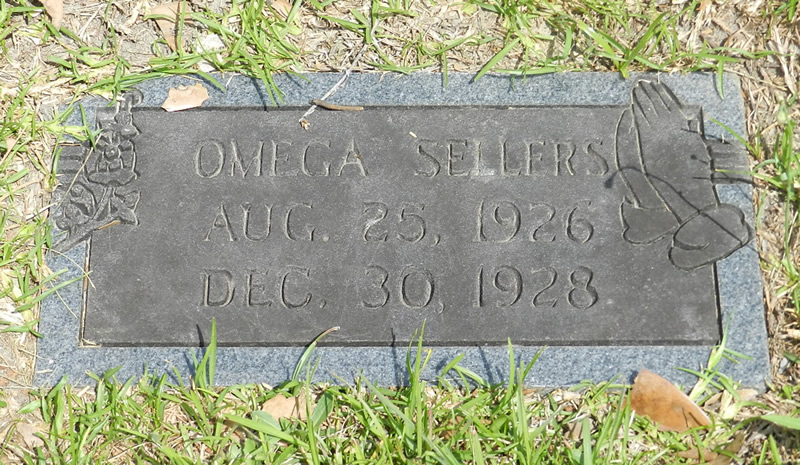 OMEGA SELLERS
AUG. 25, 1926
DEC. 30, 1928